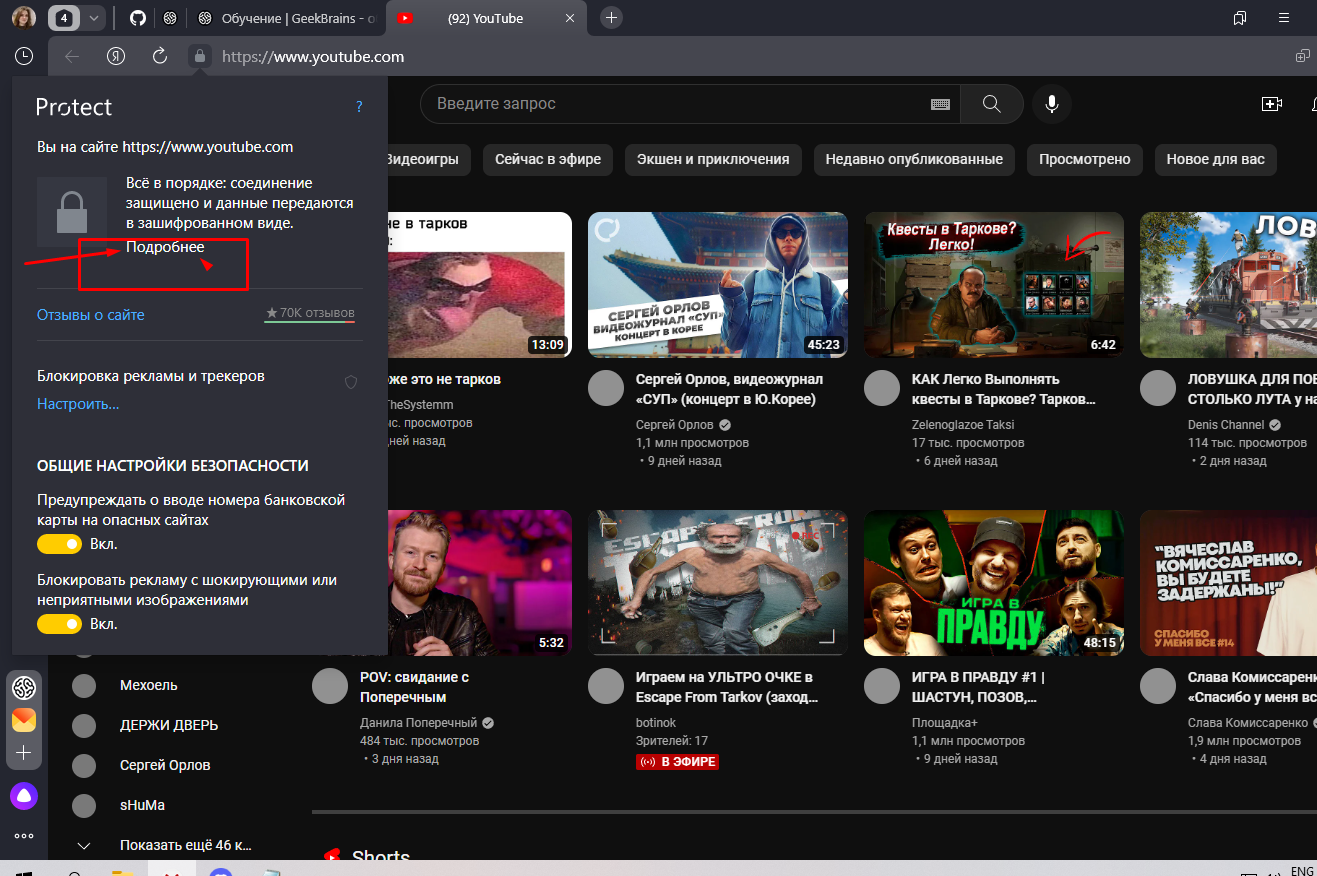 4
Обучение | GeekBrains - о
(92) YouTube
https://www.youtube.com
Protect
?
Вы на сайте https://www.youtube.com
Всё в порядке: соединение
защищено и данные передаются
в зашифрованном виде.
Подробнее
Отзывы о сайте
★ 70K отзывов
Блокировка рекламы и трекеров
Настроить...
ОБЩИЕ НАСТРОЙКИ БЕЗОПАСНОСТИ
Предупреждать о вводе номера банковской
карты на опасных сайтах
Вкл.
Блокировать рекламу с шокирующими или
неприятными изображениями
Вкл.
Введите запрос
Видеоигры
Сейчас в эфире
Экшен и приключения
Недавно опубликованные
Просмотрено
Новое для вас
не в тарков
13:09
СЕРГЕЙ ОРЛОВ
ВИДЕОЖУРНАЛ «СУП»
КОНЦЕРТ В КОРЕЕ
45:23
Квесты в Таркове?
Легко!
6:42
ЛОВ
же это не тарков
TheSystemm
ыс. просмотров
дней назад
Сергей Орлов, видеожурнал
«СУП» (концерт в Ю.Корее)
Сергей Орлов
1,1 млн просмотров
• 9 дней назад
КАК Легко Выполнять
квесты в Таркове? Тарков...
Zelenoglazoe Taksi
17 тыс. просмотров
• 6 дней назад
ЛОВУШКА ДЛЯ ПОВ
СТОЛЬКО ЛУТА у на
Denis Channel
114 тыс. просмотров
• 2 дня назад
5:32
ESCAPE FROM
REC
ИГРА В
ПРАВДУ
48:15
"ВЯЧЕСЛАВ
КОМИССАРЕНКО,
ВЫ БУДЕТЕ
ЗАДЕРЖАНЫ!"
СПАСИБО
У МЕНЯ ВСЕ #14
POV: свидание с
Поперечным
Данила Поперечный
484 тыс. просмотров
• 3 дня назад
Играем на УЛЬТРО ОЧКЕ в
Escape From Tarkov (заход...
botinok
Зрителей: 17
В ЭФИРЕ
ИГРА В ПРАВДУ #1 |
ШАСТУН, ПОЗОВ,...
Площадка+
1,1 млн просмотров
• 9 дней назад
Слава Комиссаренк
«Спасибо у меня вс
Слава Комиссаренко
1,9 млн просмотров
• 4 дня назад
Мехоель
ДЕРЖИ ДВЕРЬ
Сергей Орлов
sHuMa
Показать ещё 46 к...
Shorts
ENG